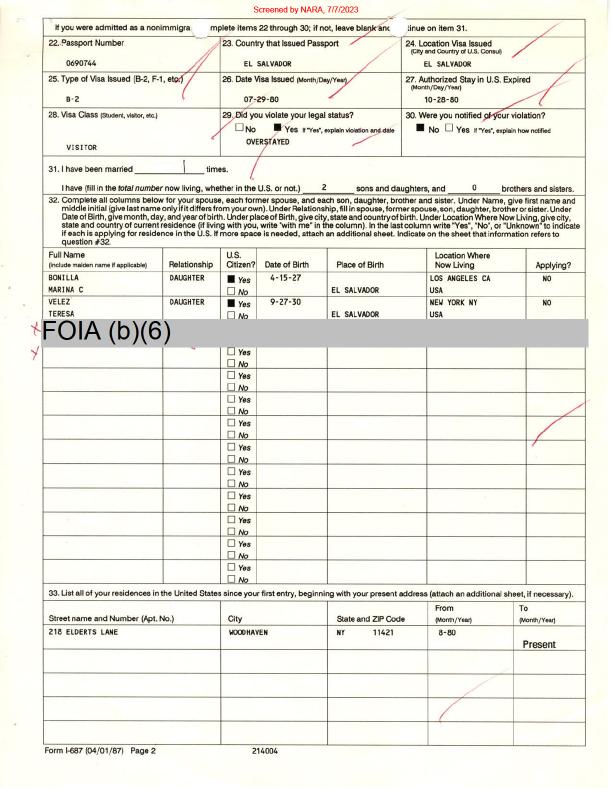 Screened by NARA, 7/7/2023
If you were admitted as a nonimmigra mplete items 22 through 30; if not, leave blank and tinue on item 31.
22. Passport Number
0690744
23. Country that Issued Passport
EL SALVADOR
24. Location Visa Issued
(City and Country of U.S. Consul)
EL SALVADOR
25. Type of Visa Issued (B-2, F-1, etc.)
B-2
26. Date Visa Issued (Month/Day/Year)
07-29-80
27. Authorized Stay in U.S. Expired
(Month/Day/Year)
10-28-80
28. Visa Class (Student, visitor, etc.)
VISITOR
29. Did you violate your legal status?
No Yes If "Yes", explain violation and date
OVERSTAYED
30. Were you notified of your violation?
No Yes If "Yes", explain how notified
31. I have been married 1 times.
I have (fill in the total number now living, whether in the U.S. or not.) 2 sons and daughters, and 0 brothers and sisters.
32. Complete all columns below for your spouse, each former spouse, and each son, daughter, brother and sister. Under Name, give first name and
middle initial (give last name only if it differs from your own). Under Relationship, fill in spouse, former spouse, son, daughter, brother or sister. Under
Date of Birth, give month, day, and year of birth. Under place of Birth, give city, state and country of birth. Under Location Where Now Living, give city,
state and country of current residence (if living with you, write "with me" in the column). In the last column write "Yes", "No", or "Unknown" to indicate
if each is applying for residence in the U.S. If more space is needed, attach an additional sheet. Indicate on the sheet that information refers to
question #32.
Full Name
(include maiden name if applicable)
Relationship
U.S.
Citizen?
Date of Birth
Place of Birth
Location Where
Now Living
Applying?
BONILLA DAUGHTER Yes 4-15-27 LOS ANGELES CA NO
MARINA C No EL SALVADOR USA
VELEZ DAUGHTER Yes 9-27-30 NEW YORK NY NO
TERESA No EL SALVADOR USA
x FOIA (b)(6)
x Yes
No
Yes
No
Yes
No
Yes
No
Yes
No
Yes
No
Yes
No
Yes
No
Yes
No
Yes
No
33. List all of your residences in the United States since your first entry, beginning with your present address (attach an additional sheet, if necessary).
Street name and Number (Apt. No.)
City
State and ZIP Code
From
(Month/Year)
To
(Month/Year)
218 ELDERTS LANE WOODHAVEN NY 11421 8-80
Present
Form I-687 (04/01/87) Page 2 214004